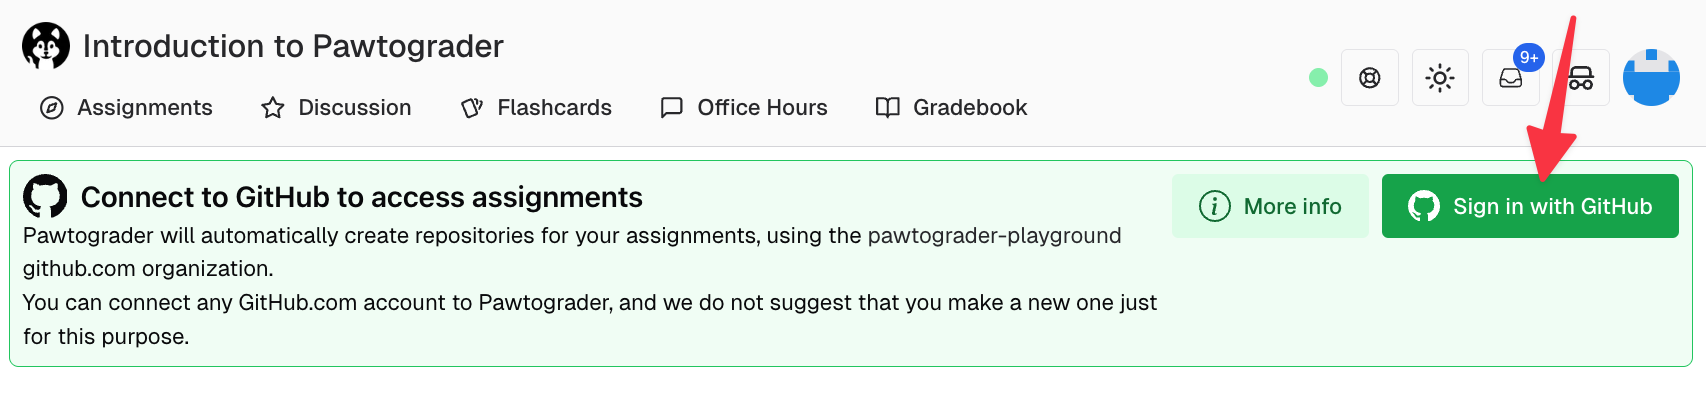 Introduction to Pawtograder
9+
Assignments
Discussion
Flashcards
Office Hours
Gradebook
Connect to GitHub to access assignments
More info
Sign in with GitHub
Pawtograder will automatically create repositories for your assignments, using the pawtograder-playground
github.com organization.
You can connect any GitHub.com account to Pawtograder, and we do not suggest that you make a new one just
for this purpose.